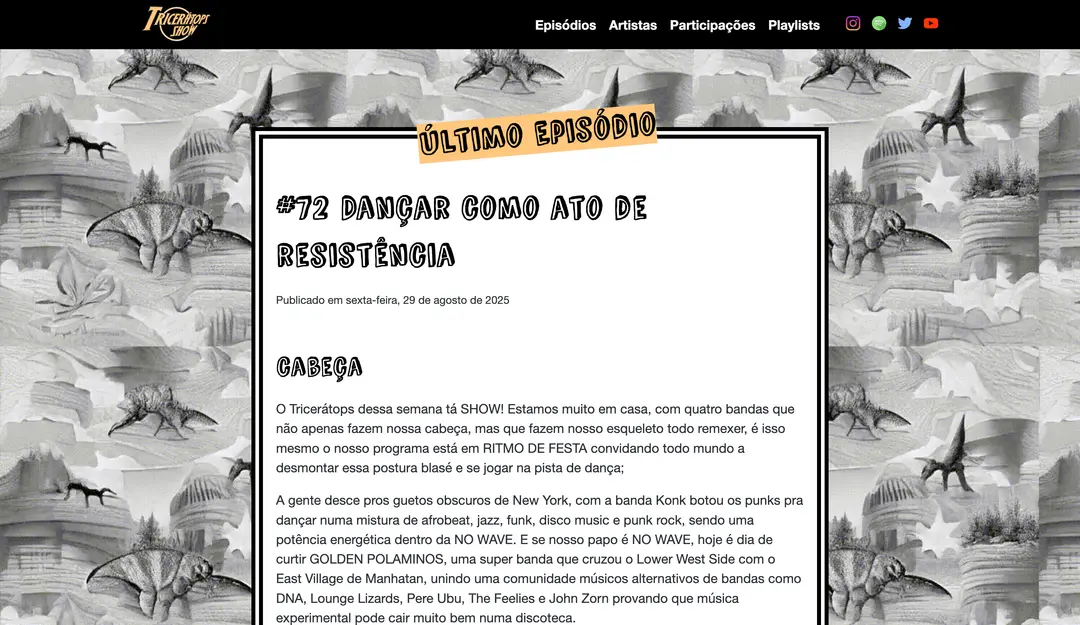 TRICERÁTOPS
SHOW
Episódios Artistas Participações Playlists
ÚLTIMO EPISÓDIO
#72 DANÇAR COMO ATO DE
RESISTÊNCIA
Publicado em sexta-feira, 29 de agosto de 2025
CABEÇA
O Tricerátops dessa semana tá SHOW! Estamos muito em casa, com quatro bandas que
não apenas fazem nossa cabeça, mas que fazem nosso esqueleto todo remexer, é isso
mesmo o nosso programa está em RITMO DE FESTA convidando todo mundo a
desmontar essa postura blasé e se jogar na pista de dança;
A gente desce pros guetos obscuros de New York, com a banda Konk botou os punks pra
dançar numa mistura de afrobeat, jazz, funk, disco music e punk rock, sendo uma
potência energética dentro da NO WAVE. E se nosso papo é NO WAVE, hoje é dia de
curtir GOLDEN POLAMINOS, uma super banda que cruzou o Lower West Side com o
East Village de Manhatan, unindo uma comunidade músicos alternativos de bandas como
DNA, Lounge Lizards, Pere Ubu, The Feelies e John Zorn provando que música
experimental pode cair muito bem numa discoteca.